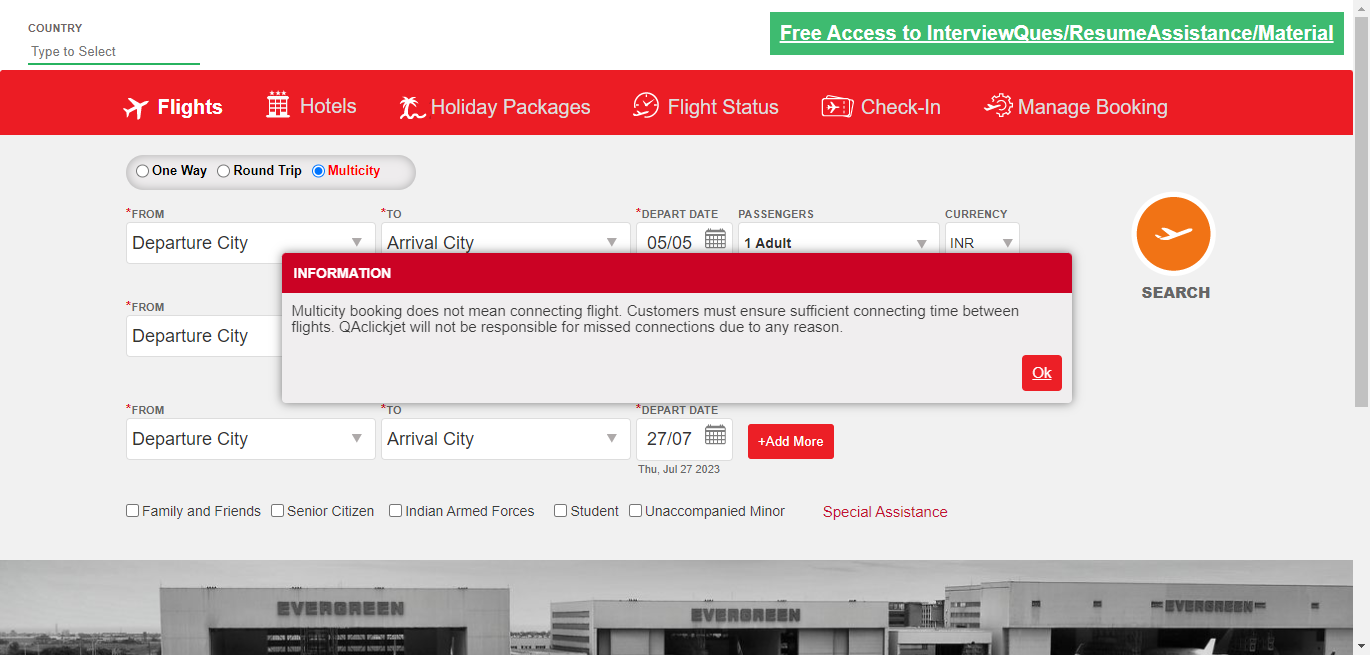 COUNTRY
Type to Select
Free Access to InterviewQues/ResumeAssistance/Material
Flights Hotels Holiday Packages Flight Status Check-In Manage Booking
One Way Round Trip Multicity
*FROM *TO *DEPART DATE PASSENGERS CURRENCY
Departure City Arrival City 05/05 1 Adult INR
SEARCH
INFORMATION
Multicity booking does not mean connecting flight. Customers must ensure sufficient connecting time between
flights. QAclickjet will not be responsible for missed connections due to any reason.
Ok
*FROM
Departure City
*FROM *TO *DEPART DATE
Departure City Arrival City 27/07 +Add More
Thu, Jul 27 2023
Family and Friends Senior Citizen Indian Armed Forces Student Unaccompanied Minor Special Assistance
EVERGREEN EVERGREEN EVERGREEN